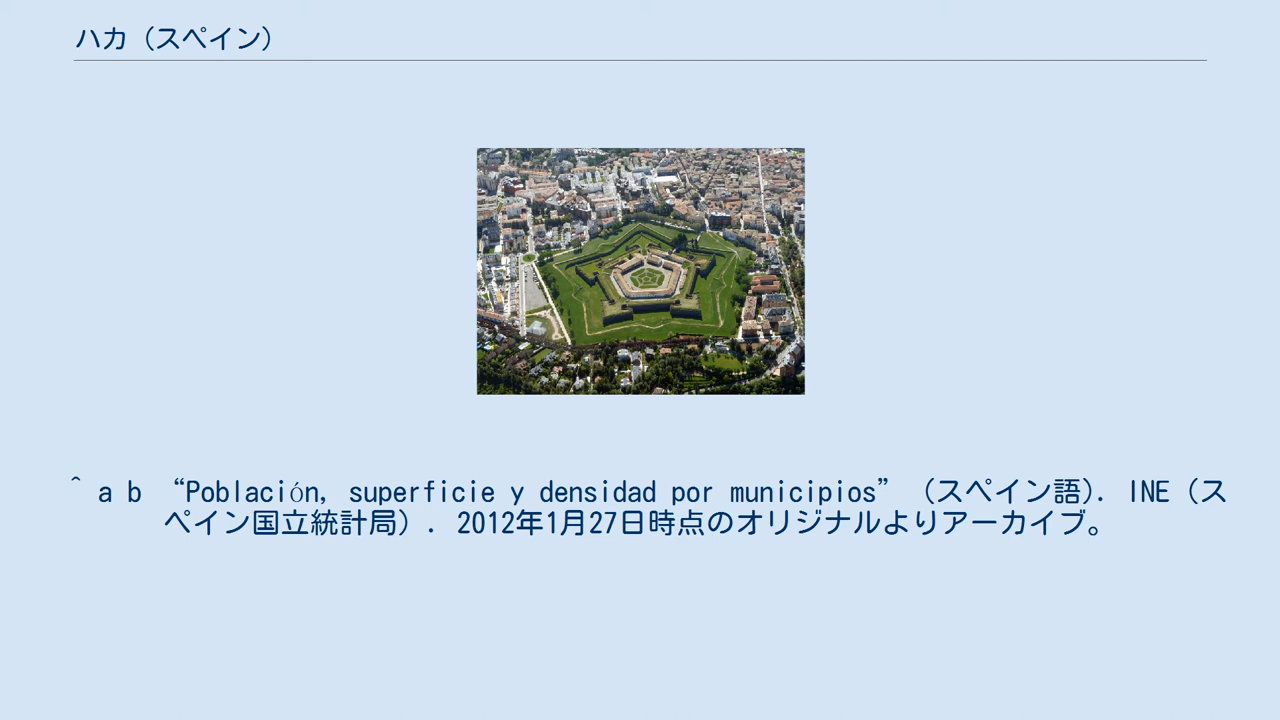 ハカ（スペイン）
^ a b “Población, superficie y densidad por municipios” （スペイン語）. INE（ス
ペイン国立統計局）. 2012年1月27日時点のオリジナルよりアーカイブ。